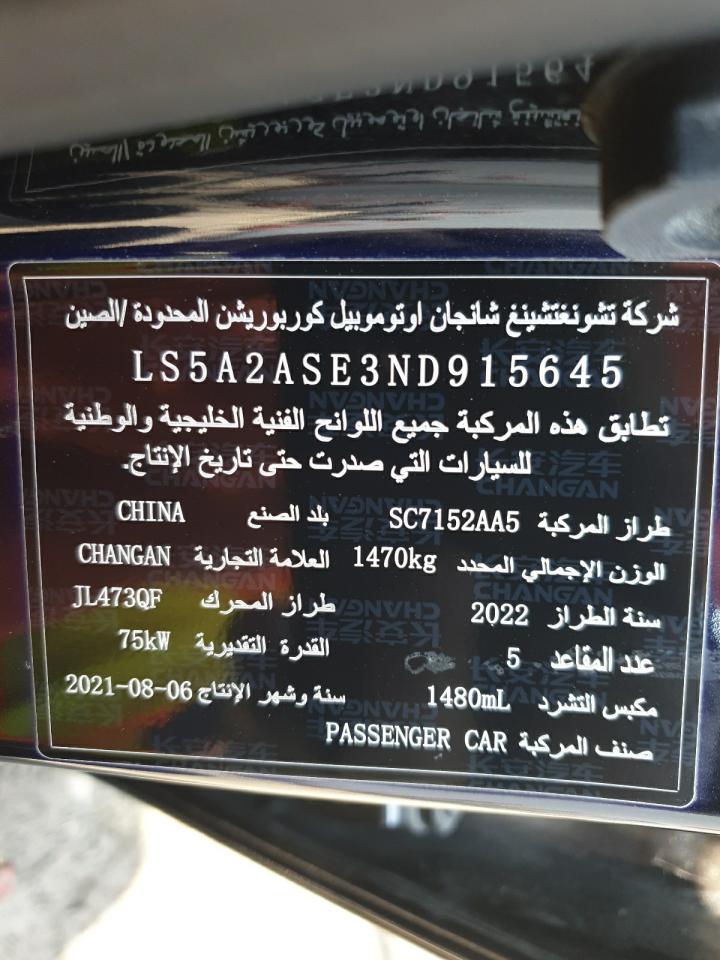 شركة تشونغتشينغ شانجان اوتوموبيل كوربوريشن المحدودة /الصين
LS5A2ASE3ND915645
تطابق هذه المركبة جميع اللوائح الفنية الخليجية والوطنية
للسيارات التي صدرت حتى تاريخ الإنتاج.
طراز المركبة SC7152AA5 بلد الصنع CHINA
الوزن الإجمالي المحدد 1470kg العلامة التجارية CHANGAN
سنة الطراز 2022 طراز المحرك JL473QF
عدد المقاعد 5 القدرة التقديرية 75kW
مكبس التشرد 1480mL سنة وشهر الإنتاج 2021-08-06
صنف المركبة PASSENGER CAR